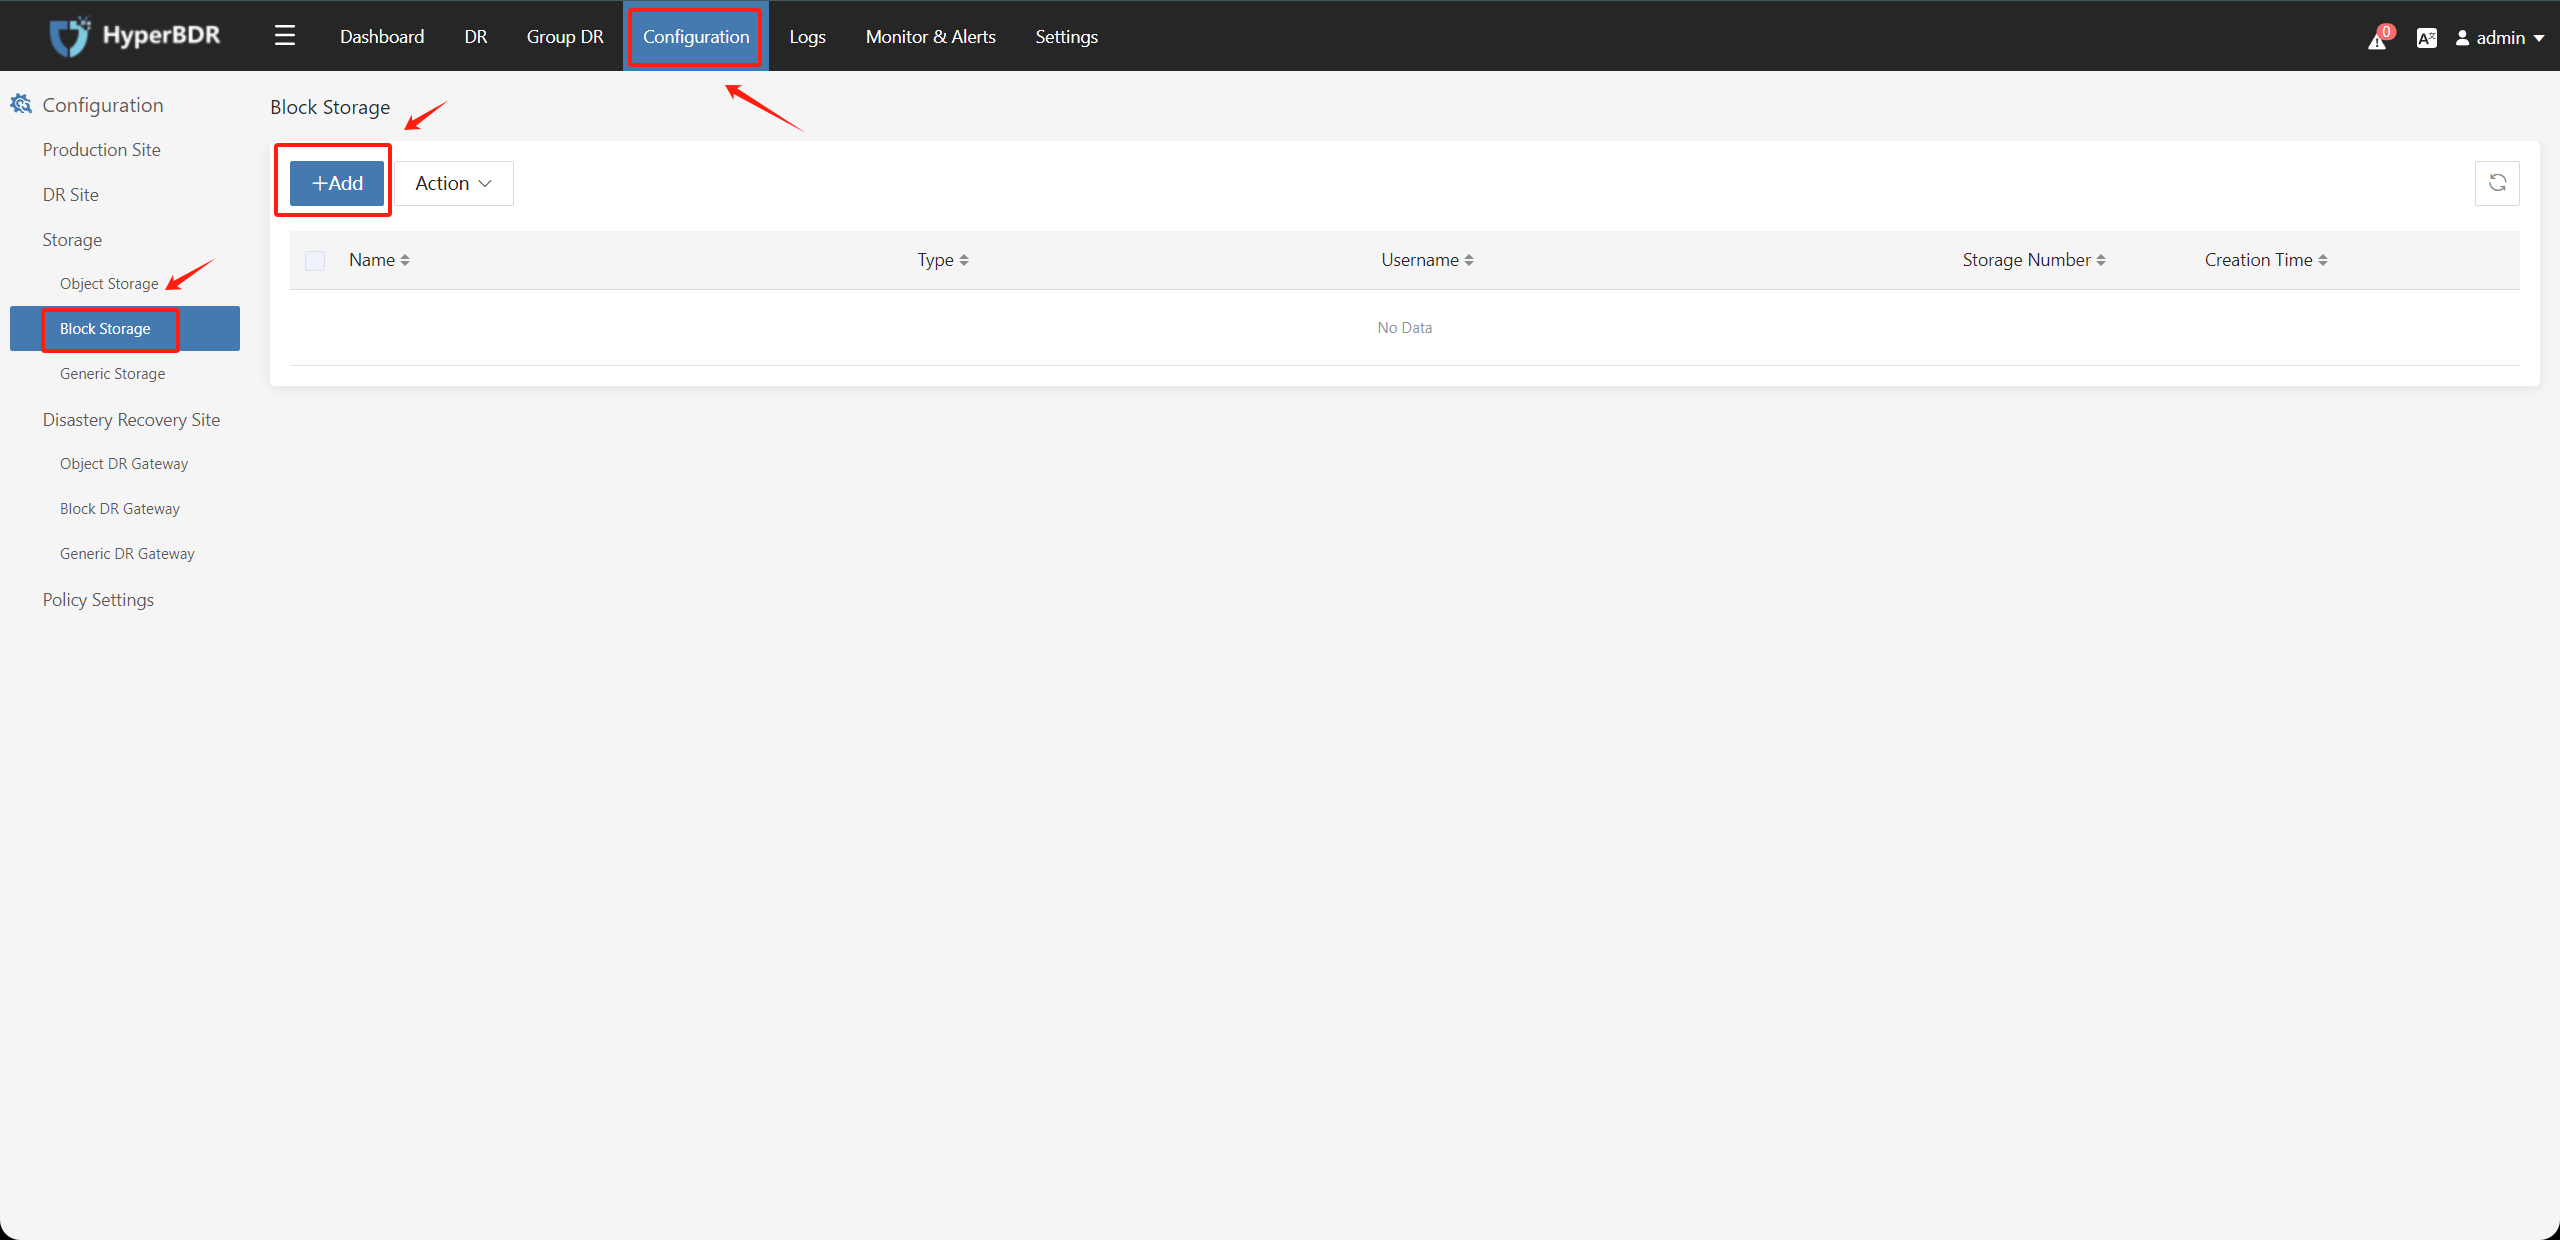 HyperBDR
Dashboard DR Group DR Configuration Logs Monitor & Alerts Settings 0 A文 admin
Configuration
Production Site
DR Site
Storage
Object Storage
Block Storage
Generic Storage
Disastery Recovery Site
Object DR Gateway
Block DR Gateway
Generic DR Gateway
Policy Settings
Block Storage
+Add Action
Name Type Username Storage Number Creation Time
No Data